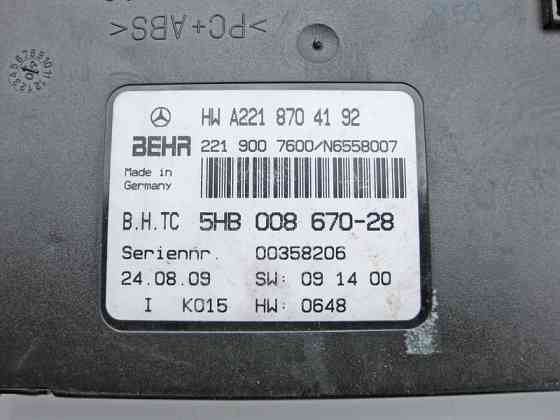 >PC+ABS<
HW A221 870 41 92
BEHR 221 900 7600/N6558007
Made in
Germany
B.H.TC 5HB 008 670-28
Seriennr. 00358206
24.08.09 SW: 09 14 00
I K015 HW: 0648